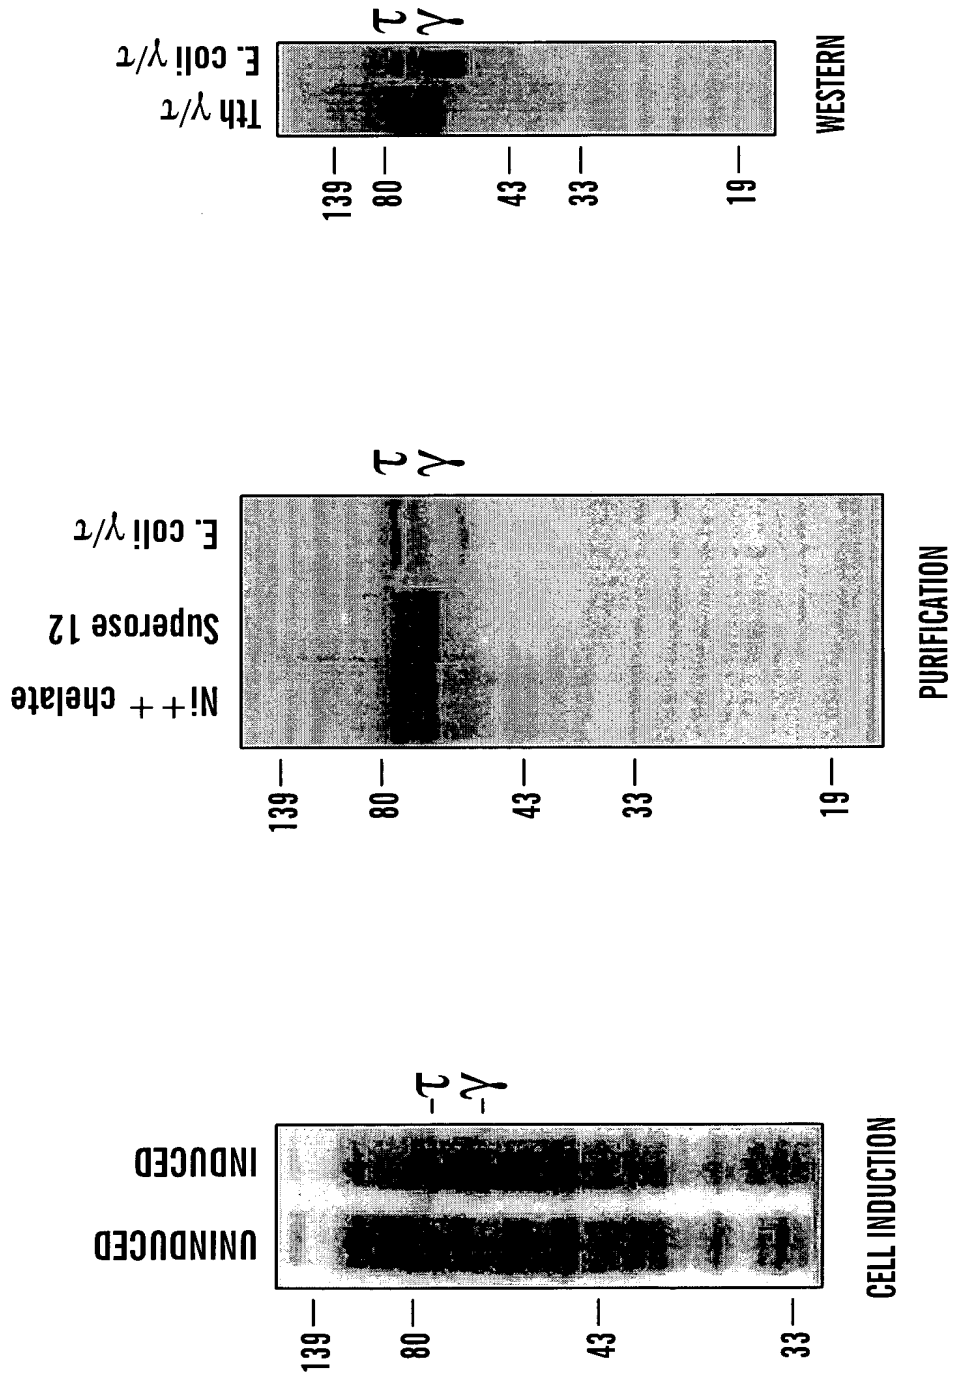 UNINDUCED
INDUCED
139
80
43
33
-τ
-γ
CELL INDUCTION
Ni++ chelate
Superose 12
E. coli γ/τ
139
80
43
33
19
τ
γ
PURIFICATION
Tth γ/τ
E. coli γ/τ
139
80
43
33
19
τ
γ
WESTERN